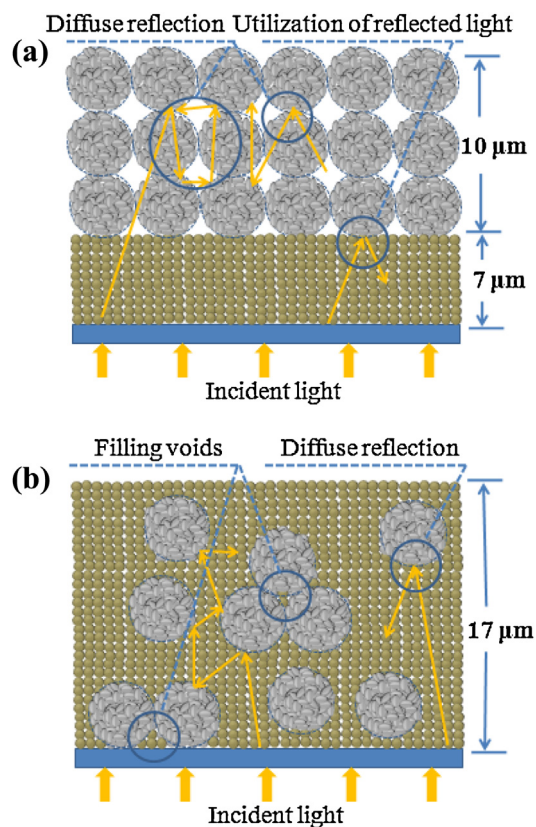 Diffuse reflection Utilization of reflected light
(a)
10 µm
7 µm
Incident light
Filling voids Diffuse reflection
(b)
17 µm
Incident light